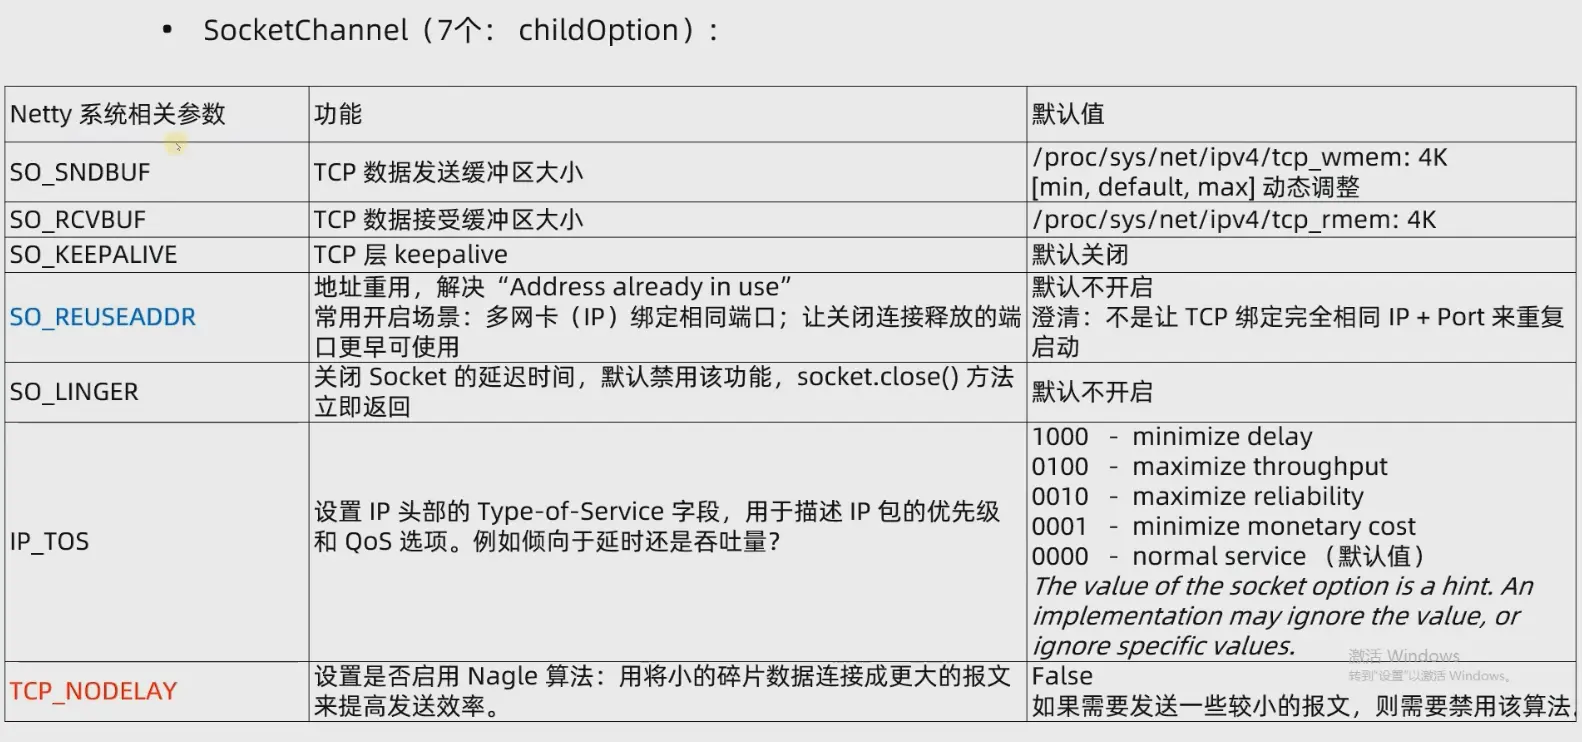 • SocketChannel（7个： childOption）：
Netty 系统相关参数
功能
默认值
SO_SNDBUF
TCP 数据发送缓冲区大小
/proc/sys/net/ipv4/tcp_wmem: 4K
[min, default, max] 动态调整
SO_RCVBUF
TCP 数据接受缓冲区大小
/proc/sys/net/ipv4/tcp_rmem: 4K
SO_KEEPALIVE
TCP 层 keepalive
默认关闭
SO_REUSEADDR
地址重用，解决“Address already in use”
常用开启场景：多网卡（IP）绑定相同端口；让关闭连接释放的端
口更早可使用
默认不开启
澄清：不是让 TCP 绑定完全相同 IP + Port 来重复
启动
SO_LINGER
关闭 Socket 的延迟时间，默认禁用该功能，socket.close() 方法
立即返回
默认不开启
IP_TOS
设置 IP 头部的 Type-of-Service 字段，用于描述 IP 包的优先级
和 QoS 选项。例如倾向于延时还是吞吐量？
1000 - minimize delay
0100 - maximize throughput
0010 - maximize reliability
0001 - minimize monetary cost
0000 - normal service （默认值）
The value of the socket option is a hint. An
implementation may ignore the value, or
ignore specific values.
TCP_NODELAY
设置是否启用 Nagle 算法：用将小的碎片数据连接成更大的报文
来提高发送效率。
False
如果需要发送一些较小的报文，则需要禁用该算法.
激活 Windows
转到“设置”以激活 Windows。